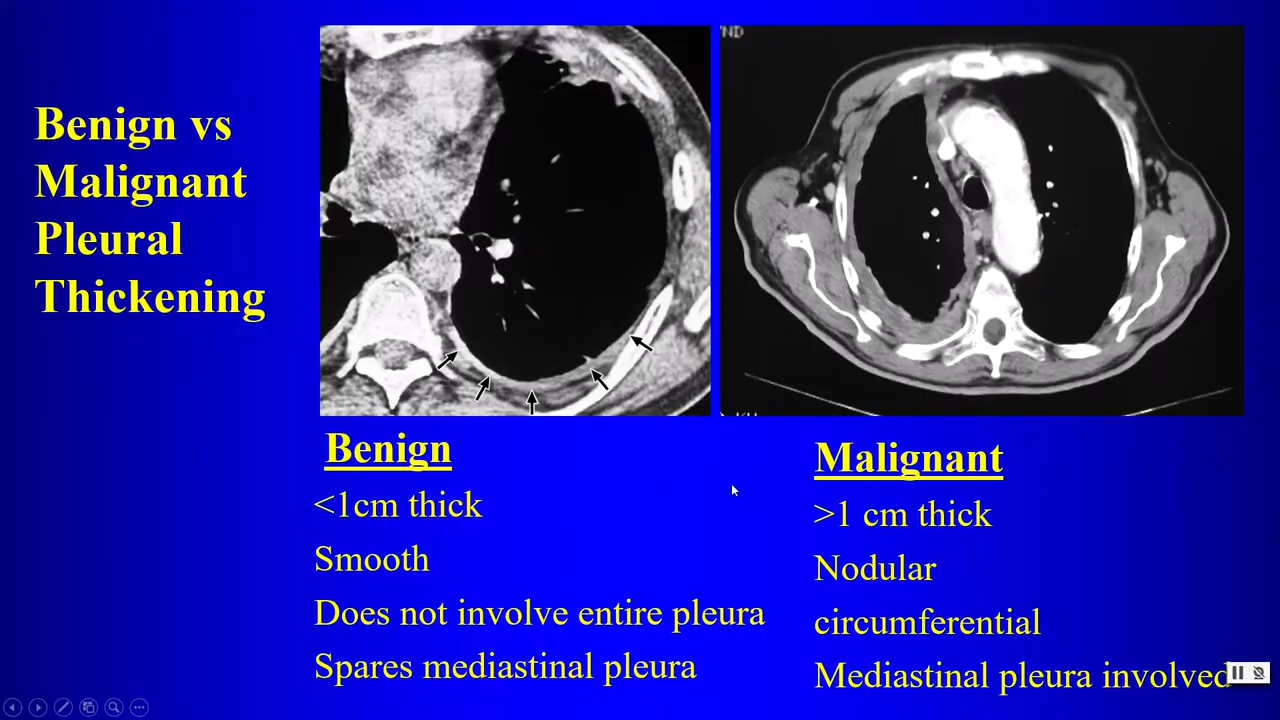 Benign vs
Malignant
Pleural
Thickening
ND
Benign
<1cm thick
Smooth
Does not involve entire pleura
Spares mediastinal pleura
Malignant
>1 cm thick
Nodular
circumferential
Mediastinal pleura involved